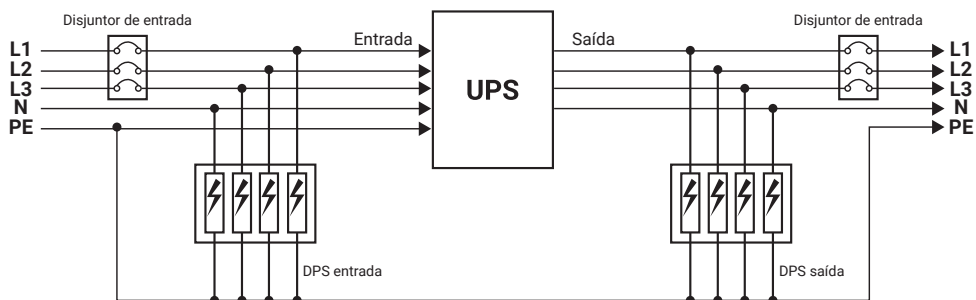 Disjuntor de entrada
Disjuntor de entrada
L1
Entrada
Saída
L1
L2
L2
L3
UPS
L3
N
N
PE
PE
DPS entrada
DPS saída